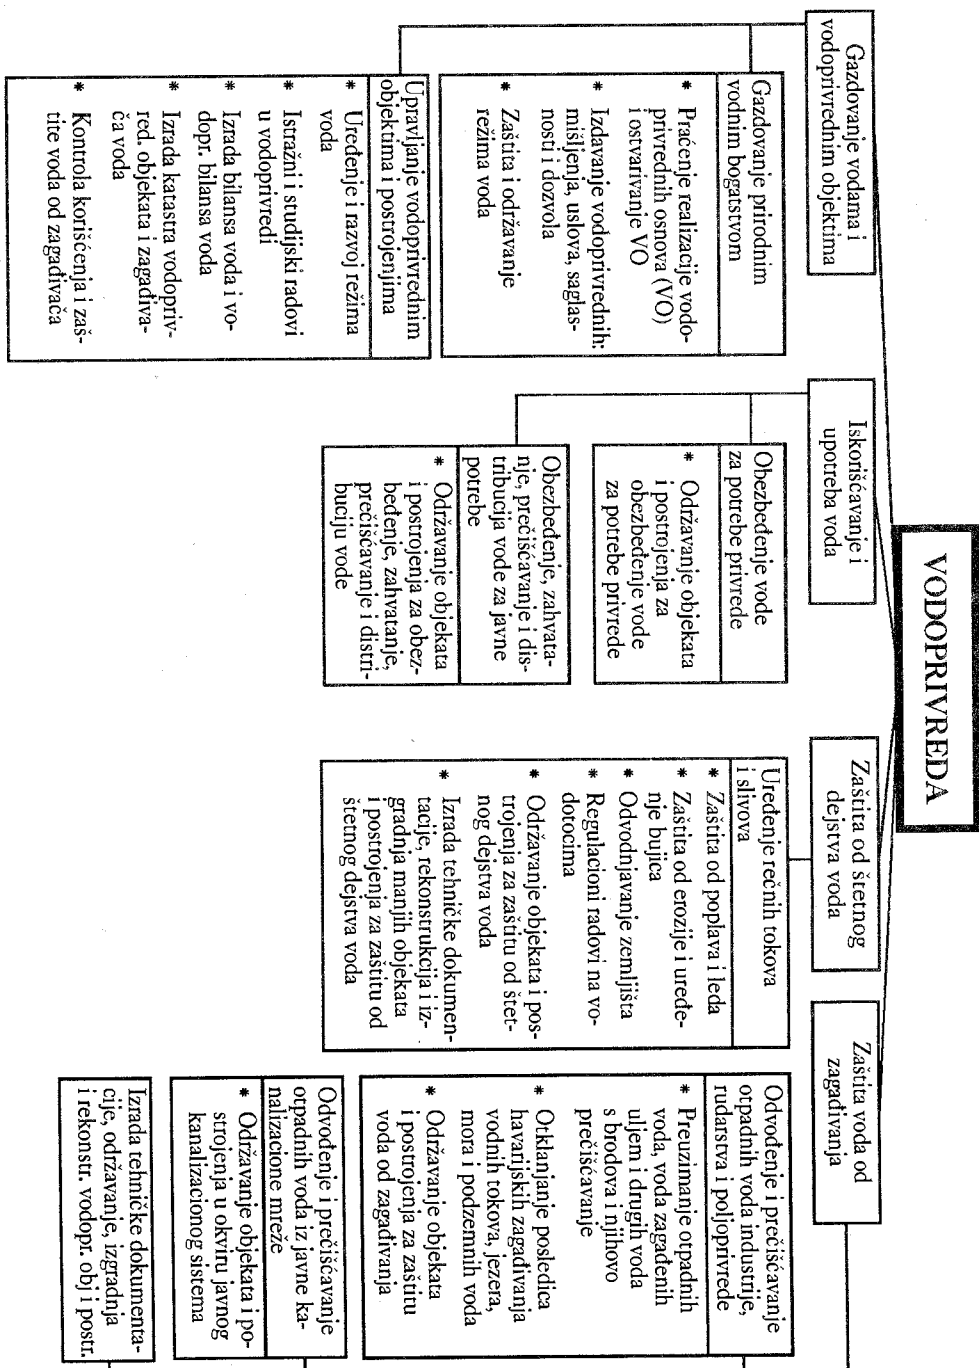 VODOPRIVREDA
Gazdovanje vodama i
vodoprivrednim objektima
Gazdovanje prirodnim
vodnim bogatstvom
* Praćenje realizacije vodo-
privrednih osnova (VO)
i ostvarivanje VO
* Izdavanje vodoprivrednih:
mišljenja, uslova, saglas-
nosti i dozvola
* Zaštita i održavanje
režima voda
Upravljanje vodoprivrednim
objektima i postrojenjima
* Uređenje i razvoj režima
voda
* Istražni i studijski radovi
u vodoprivredi
* Izrada bilansa voda i vo-
dopr. bilansa voda
* Izrada katastra vodopriv-
red. objekata i zagađiva-
ča voda
* Kontrola korišćenja i zaš-
tite voda od zagađivača
Iskorišćavanje i
upotreba voda
Obezbeđenje vode
za potrebe privrede
* Održavanje objekata
i postrojenja za
obezbeđenje vode
za potrebe privrede
Obezbeđenje, zahvata-
nje, prečišćavanje i dis-
tribucija vode za javne
potrebe
* Održavanje objekata
i postrojenja za obez-
beđenje, zahvatanje,
prečišćavanje i distri-
buciju vode
Zaštita od štetnog
dejstva voda
Uređenje rečnih tokova
i slivova
* Zaštita od poplava i leda
* Zaštita od erozije i uređe-
nje bujica
* Odvodnjavanje zemljišta
* Regulacioni radovi na vo-
dotocima
* Održavanje objekata i pos-
trojenja za zaštitu od štet-
nog dejstva voda
* Izrada tehničke dokumen-
tacije, rekonstrukcija i iz-
gradnja manjih objekata
i postrojenja za zaštitu od
štetnog dejstva voda
Zaštita voda od
zagađivanja
Odvođenje i prečišćavanje
otpadnih voda industrije,
rudarstva i poljoprivrede
* Preuzimanje otpadnih
voda, voda zagađenih
uljem i drugih voda
s brodova i njihovo
prečišćavanje
* Otklanjanje posledica
havarijskih zagađivanja
vodnih tokova, jezera,
mora i podzemnih voda
* Održavanje objekata
i postrojenja za zaštitu
voda od zagađivanja
Odvođenje i prečišćavanje
otpadnih voda iz javne ka-
nalizacione mreže
* Održavanje objekata i po-
strojenja u okviru javnog
kanalizacionog sistema
Izrada tehničke dokumenta-
cije, održavanje, izgradnja
i rekonstr. vodopr. obj i postr.